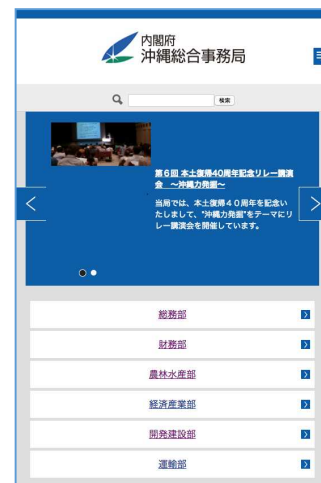 内閣府
沖縄総合事務局
検索
第6回 本土復帰40周年記念リレー講演
会 ~沖縄力発掘~
当局では、本土復帰40周年を記念い
たしまして、"沖縄力発掘"をテーマにリ
レー講演会を開催しています。
総務部
財務部
農林水産部
経済産業部
開発建設部
運輸部